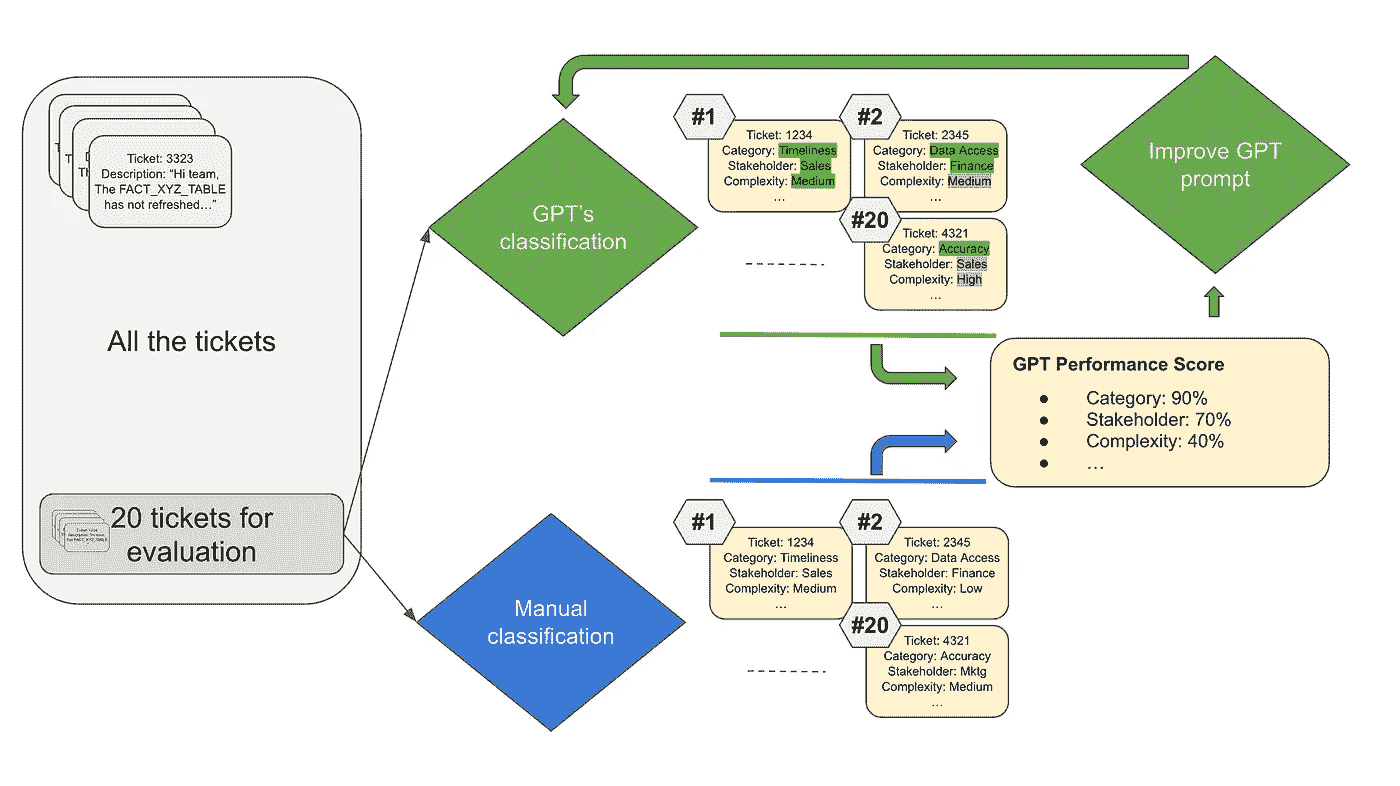 Ticket: 3323
Description: “Hi team,
The FACT_XYZ_TABLE
has not refreshed…”
All the tickets
20 tickets for
evaluation
GPT’s
classification
#1
Ticket: 1234
Category: Timeliness
Stakeholder: Sales
Complexity: Medium
…
#2
Ticket: 2345
Category: Data Access
Stakeholder: Finance
Complexity: Medium
…
#20
Ticket: 4321
Category: Accuracy
Stakeholder: Sales
Complexity: High
…
Improve GPT
prompt
GPT Performance Score
● Category: 90%
● Stakeholder: 70%
● Complexity: 40%
● …
Manual
classification
#1
Ticket: 1234
Category: Timeliness
Stakeholder: Sales
Complexity: Medium
…
#2
Ticket: 2345
Category: Data Access
Stakeholder: Finance
Complexity: Low
…
#20
Ticket: 4321
Category: Accuracy
Stakeholder: Mktg
Complexity: Medium
…